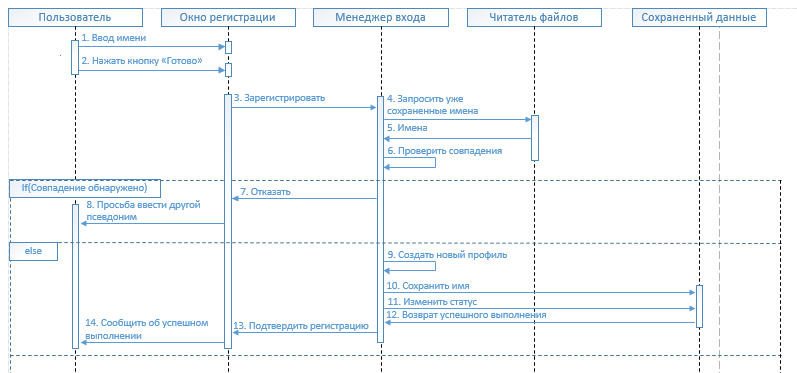 Пользователь
Окно регистрации
Менеджер входа
Читатель файлов
Сохраненный данные
1. Ввод имени
2. Нажать кнопку «Готово»
3. Зарегистрировать
4. Запросить уже
сохраненные имена
5. Имена
6. Проверить совпадения
If(Совпадение обнаружено)
7. Отказать
8. Просьба ввести другой
псевдоним
else
9. Создать новый профиль
10. Сохранить имя
11. Изменить статус
12. Возврат успешного выполнения
13. Подтвердить регистрацию
14. Сообщить об успешном
выполнении